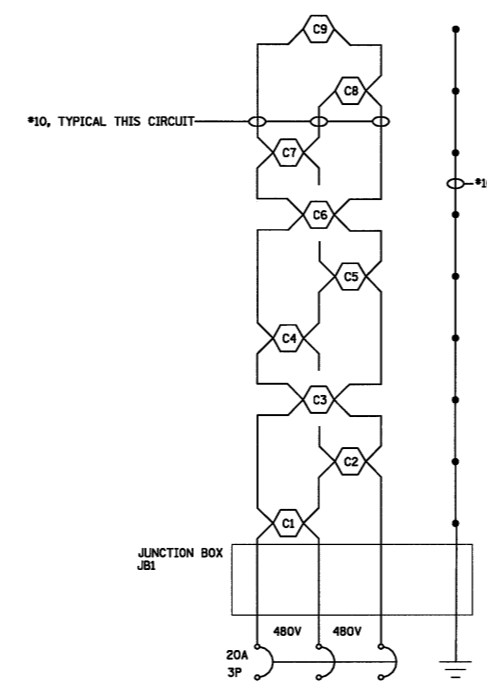 C9
C8
*10, TYPICAL THIS CIRCUIT
C7
C6
C5
C4
C3
C2
C1
JUNCTION BOX
JB1
480V 480V
20A
3P